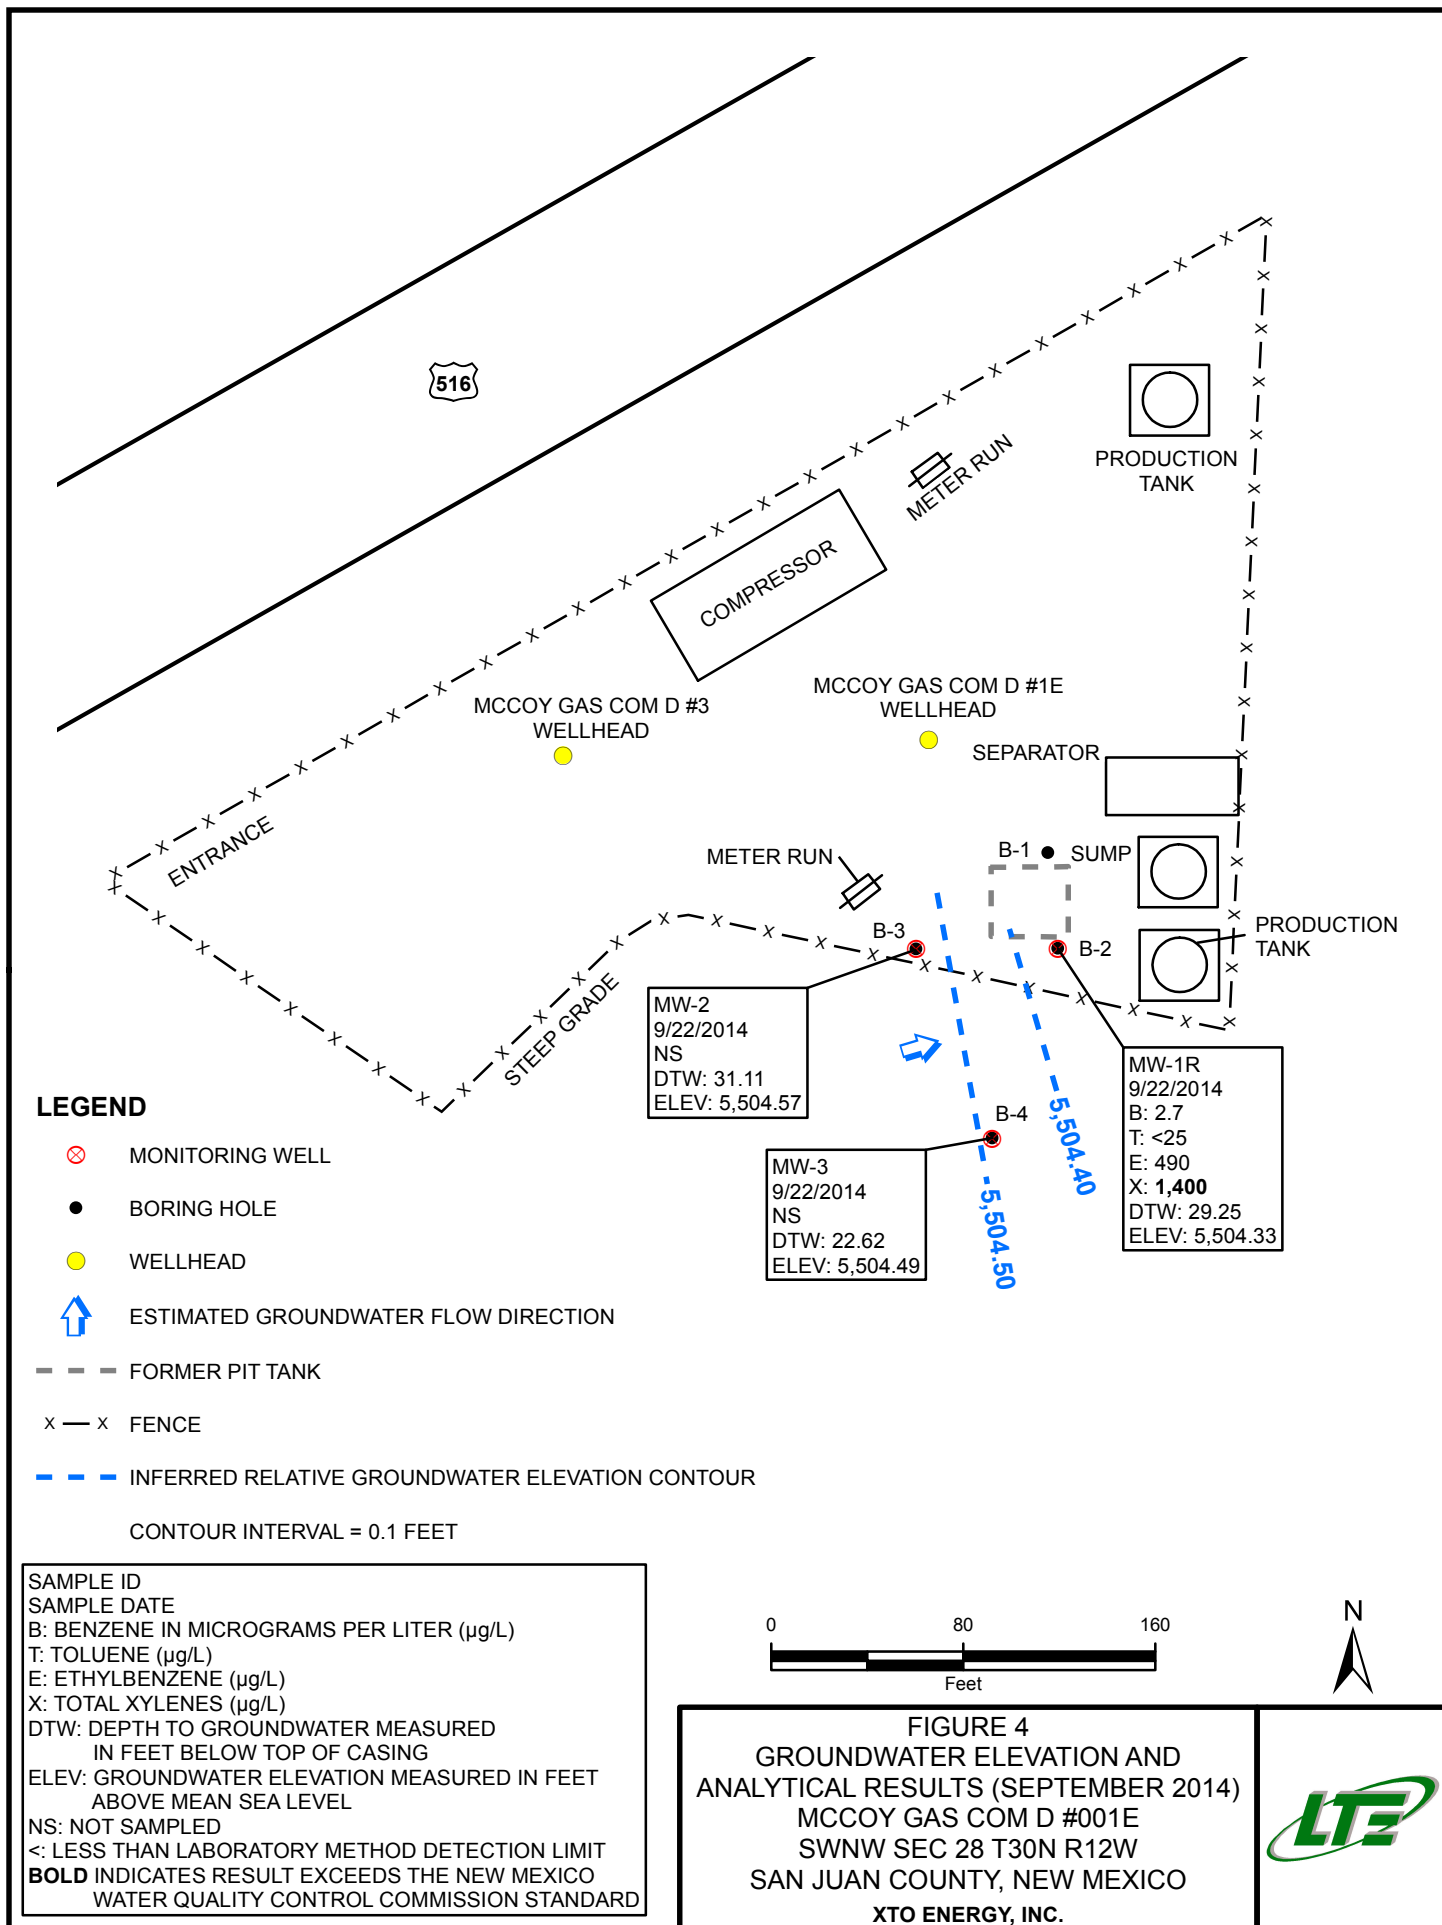 516
PRODUCTION
TANK
METER RUN
COMPRESSOR
MCCOY GAS COM D #3
WELLHEAD
MCCOY GAS COM D #1E
WELLHEAD
SEPARATOR
ENTRANCE
METER RUN
B-1
SUMP
B-3
B-2
PRODUCTION
TANK
STEEP GRADE
MW-2
9/22/2014
NS
DTW: 31.11
ELEV: 5,504.57
MW-1R
9/22/2014
B: 2.7
T: <25
E: 490
X: 1,400
DTW: 29.25
ELEV: 5,504.33
B-4
MW-3
9/22/2014
NS
DTW: 22.62
ELEV: 5,504.49
5,504.40
5,504.50
LEGEND
MONITORING WELL
BORING HOLE
WELLHEAD
ESTIMATED GROUNDWATER FLOW DIRECTION
FORMER PIT TANK
X — X FENCE
INFERRED RELATIVE GROUNDWATER ELEVATION CONTOUR
CONTOUR INTERVAL = 0.1 FEET
SAMPLE ID
SAMPLE DATE
B: BENZENE IN MICROGRAMS PER LITER (µg/L)
T: TOLUENE (µg/L)
E: ETHYLBENZENE (µg/L)
X: TOTAL XYLENES (µg/L)
DTW: DEPTH TO GROUNDWATER MEASURED
IN FEET BELOW TOP OF CASING
ELEV: GROUNDWATER ELEVATION MEASURED IN FEET
ABOVE MEAN SEA LEVEL
NS: NOT SAMPLED
<: LESS THAN LABORATORY METHOD DETECTION LIMIT
BOLD INDICATES RESULT EXCEEDS THE NEW MEXICO
WATER QUALITY CONTROL COMMISSION STANDARD
0 80 160
Feet
N
FIGURE 4
GROUNDWATER ELEVATION AND
ANALYTICAL RESULTS (SEPTEMBER 2014)
MCCOY GAS COM D #001E
SWNW SEC 28 T30N R12W
SAN JUAN COUNTY, NEW MEXICO
XTO ENERGY, INC.
LTE